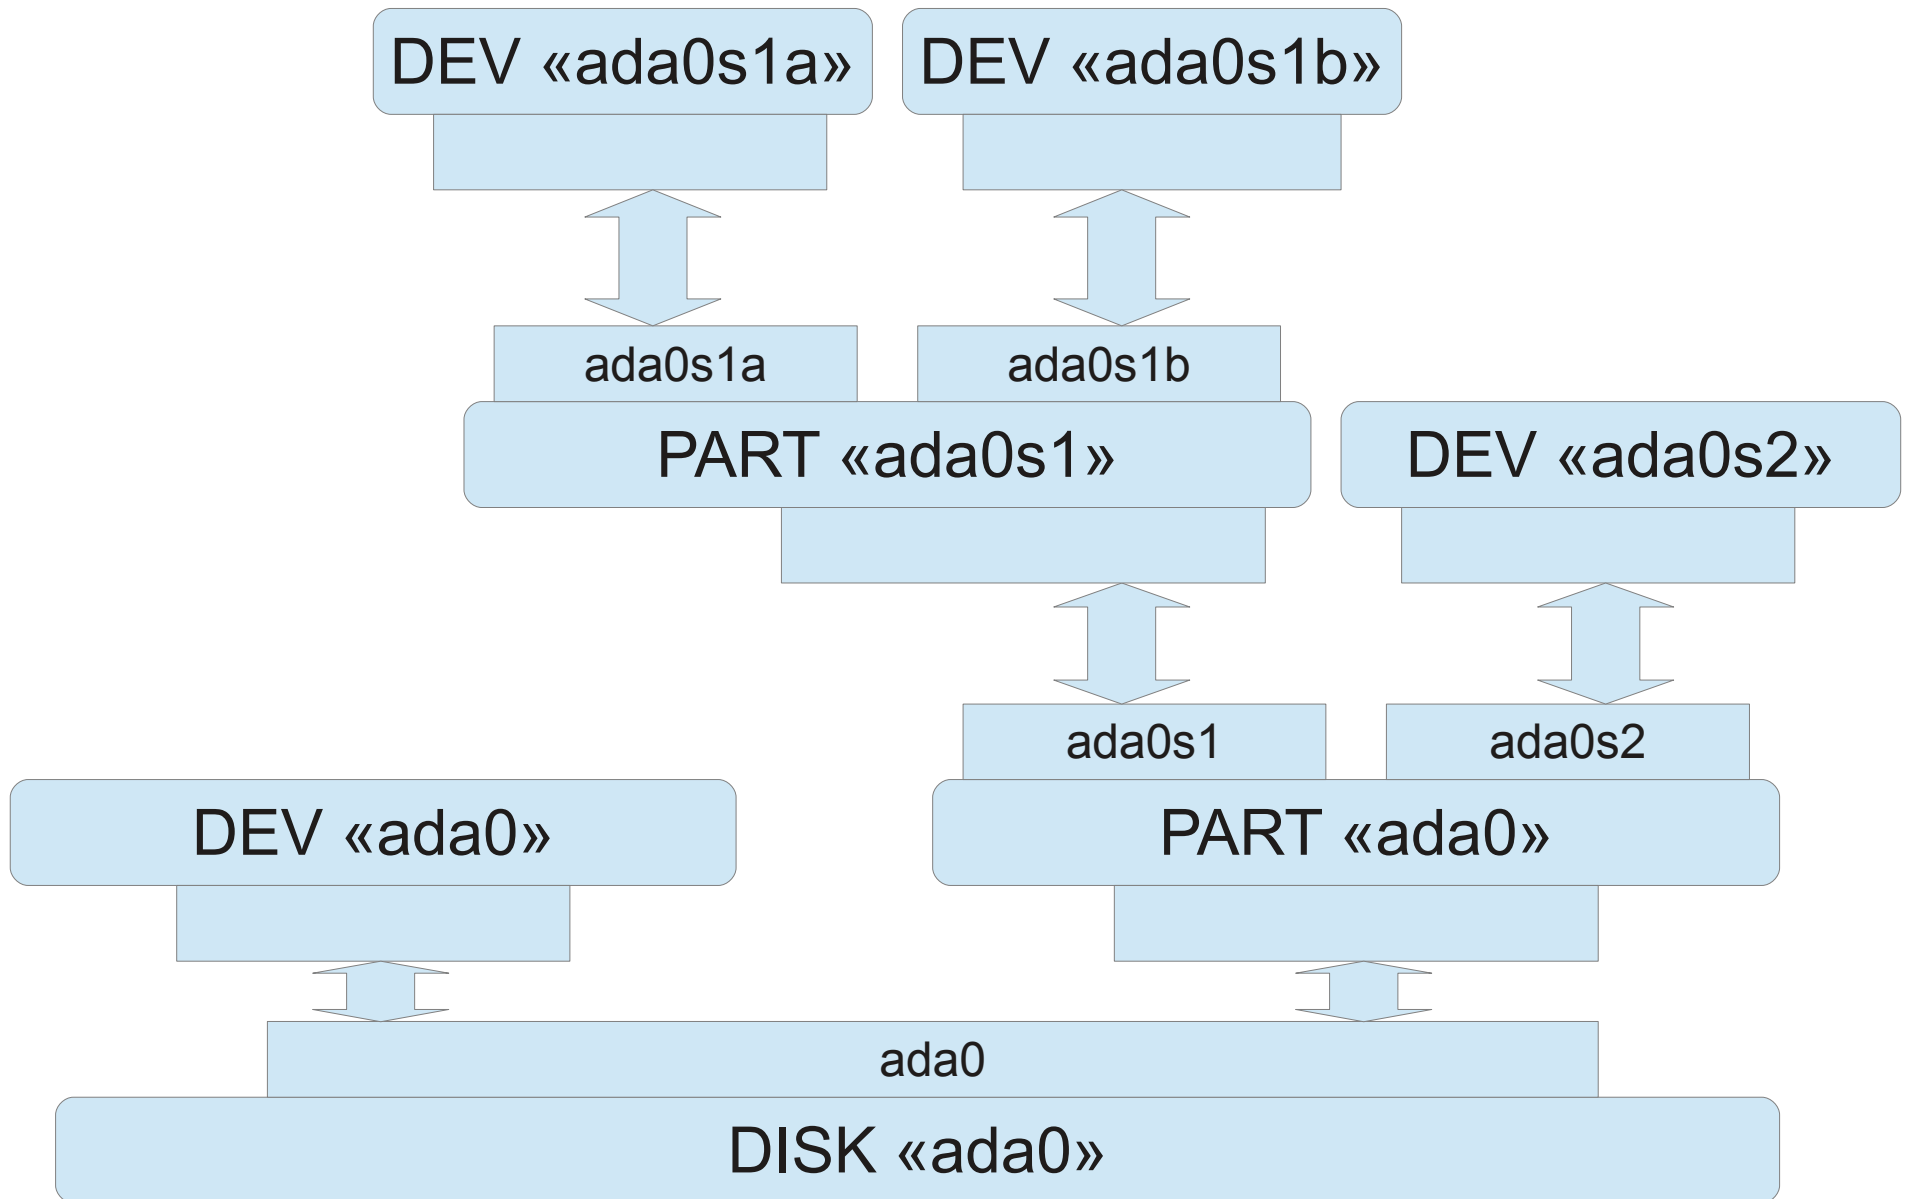 DEV «ada0s1a»
DEV «ada0s1b»
ada0s1a
ada0s1b
PART «ada0s1»
DEV «ada0s2»
ada0s1
ada0s2
DEV «ada0»
PART «ada0»
ada0
DISK «ada0»